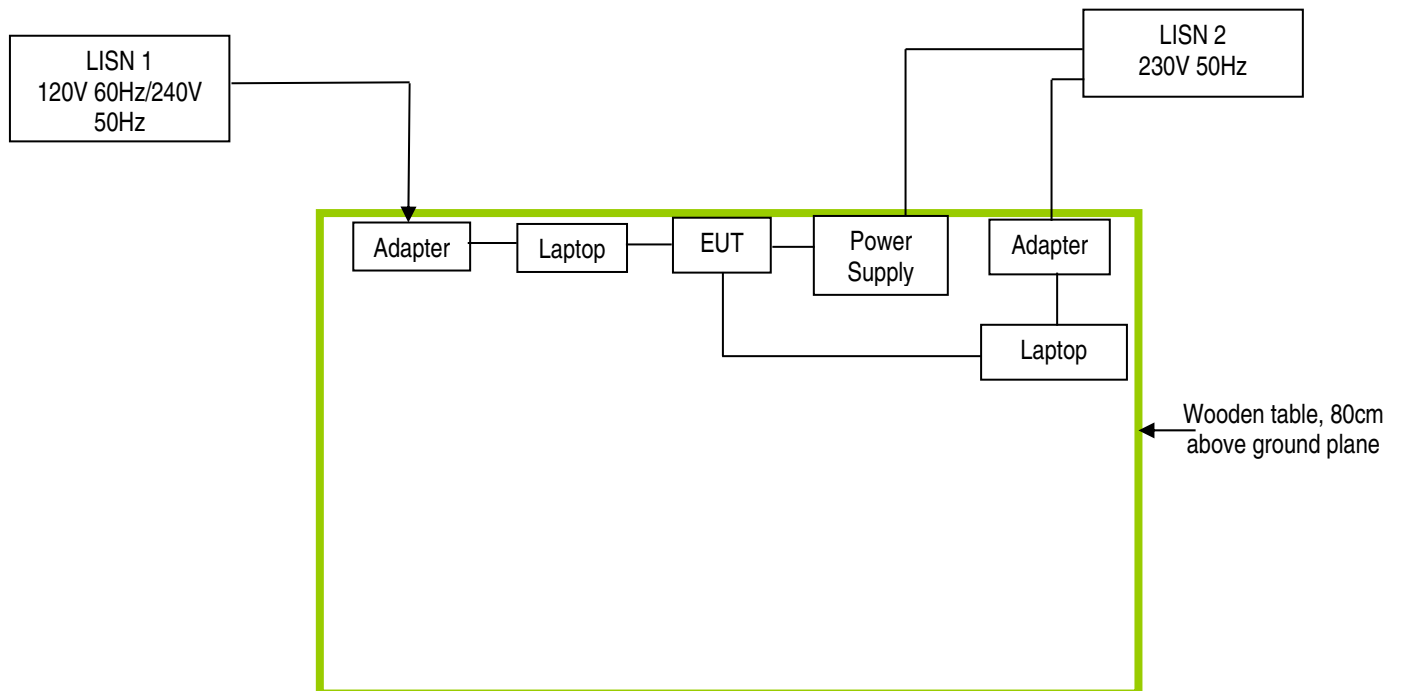 LISN 1
120V 60Hz/240V
50Hz
LISN 2
230V 50Hz
Adapter
Laptop
EUT
Power
Supply
Adapter
Laptop
Wooden table, 80cm
above ground plane